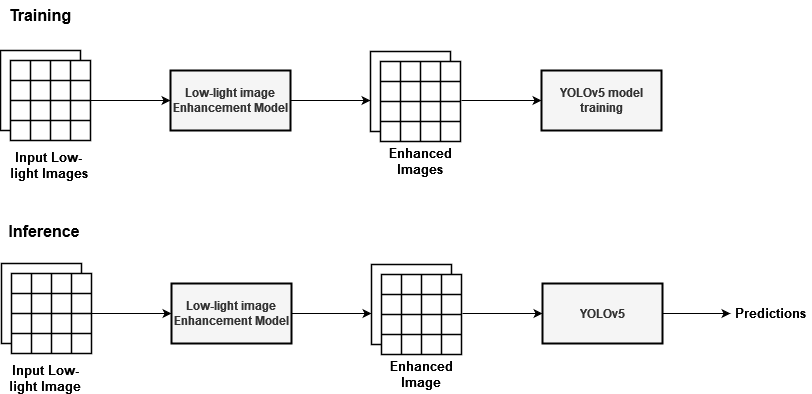 Training
Low-light image
Enhancement Model
YOLOv5 model
training
Input Low-
light Images
Enhanced
Images
Inference
Low-light image
Enhancement Model
YOLOv5
Predictions
Input Low-
light Image
Enhanced
Image